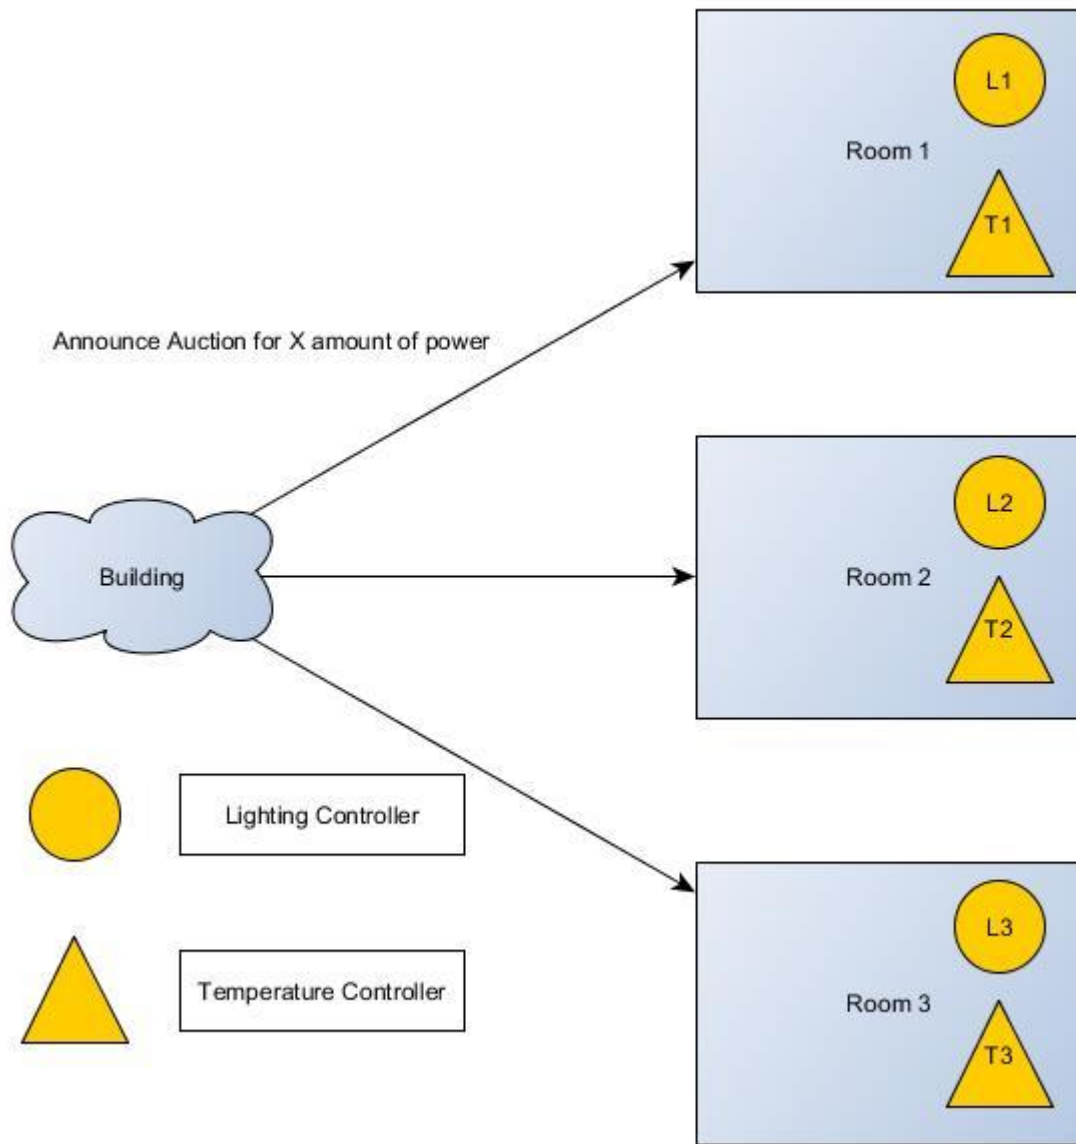 L1
Room 1
T1
Announce Auction for X amount of power
L2
Building
Room 2
T2
Lighting Controller
L3
Temperature Controller
Room 3
T3